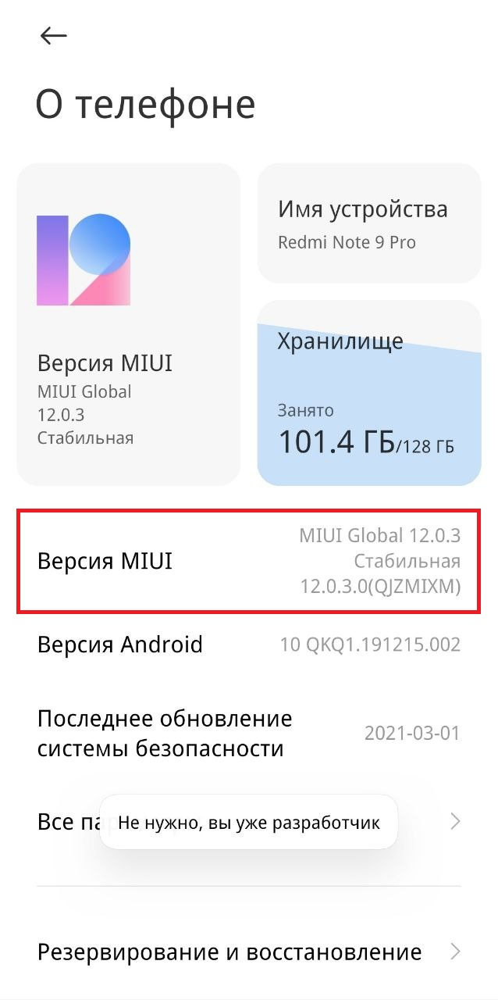 О телефоне
Версия MIUI
MIUI Global
12.0.3
Стабильная
Имя устройства
Redmi Note 9 Pro
Хранилище
Занято
101.4 ГБ/128 ГБ
Версия MIUI
MIUI Global 12.0.3
Стабильная
12.0.3.0(QJZMIXM)
Версия Android
10 QKQ1.191215.002
Последнее обновление
системы безопасности
2021-03-01
Все
Не нужно, вы уже разработчик
Резервирование и восстановление